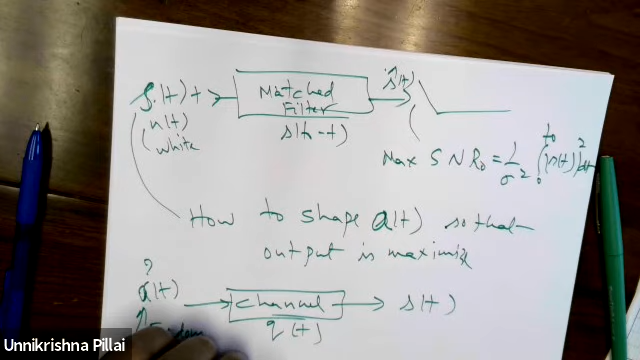 s(t) + Matched Filter ŝ(t)
n(t) s(t₀-t)
(white
Max SNR₀ = 1/σ² ∫₀^t₀ |s(t)|² dt
How to shape a(t) so that
output is maximiz
?
a(t) → Channel → s(t)
q(t)
Unnikrishna Pillai